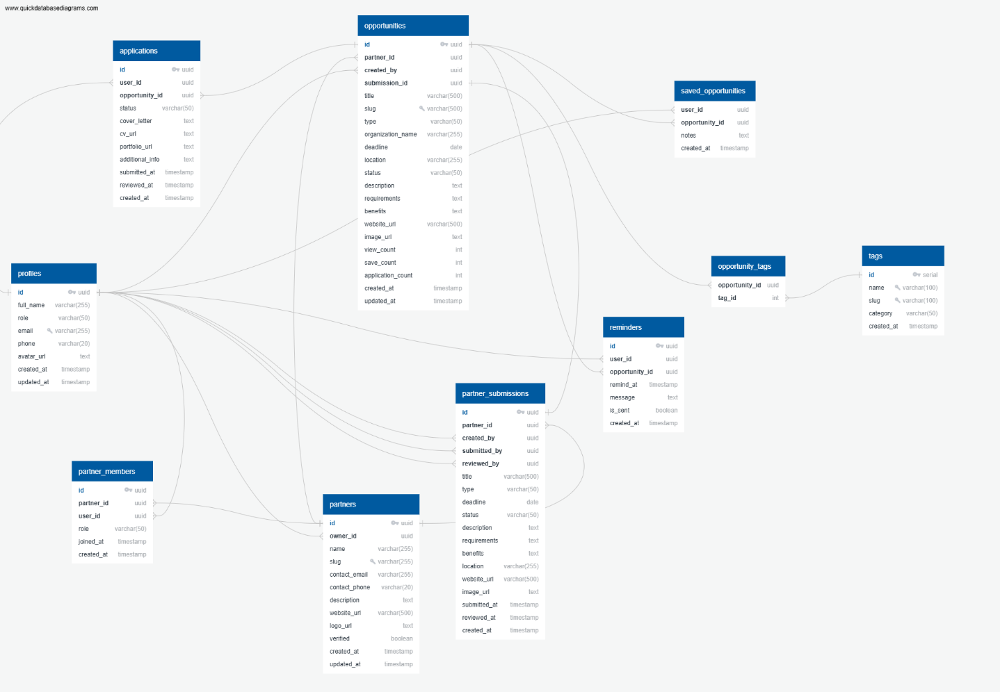 www.quickdatabasediagrams.com
applications
id uuid
user_id uuid
opportunity_id uuid
status varchar(50)
cover_letter text
cv_url text
portfolio_url text
additional_info text
submitted_at timestamp
reviewed_at timestamp
created_at timestamp
opportunities
id uuid
partner_id uuid
created_by uuid
submission_id uuid
title varchar(500)
slug varchar(500)
type varchar(50)
organization_name varchar(255)
deadline date
location varchar(255)
status varchar(50)
description text
requirements text
benefits text
website_url varchar(500)
image_url text
view_count int
save_count int
application_count int
created_at timestamp
updated_at timestamp
saved_opportunities
user_id uuid
opportunity_id uuid
notes text
created_at timestamp
profiles
id uuid
full_name varchar(255)
role varchar(50)
email varchar(255)
phone varchar(20)
avatar_url text
created_at timestamp
updated_at timestamp
opportunity_tags
opportunity_id uuid
tag_id int
tags
id serial
name varchar(100)
slug varchar(100)
category varchar(50)
created_at timestamp
reminders
id uuid
user_id uuid
opportunity_id uuid
remind_at timestamp
message text
is_sent boolean
created_at timestamp
partner_submissions
id uuid
partner_id uuid
created_by uuid
submitted_by uuid
reviewed_by uuid
title varchar(500)
type varchar(50)
deadline date
status varchar(50)
description text
requirements text
benefits text
location varchar(255)
website_url varchar(500)
image_url text
submitted_at timestamp
reviewed_at timestamp
created_at timestamp
partner_members
id uuid
partner_id uuid
user_id uuid
role varchar(50)
joined_at timestamp
created_at timestamp
partners
id uuid
owner_id uuid
name varchar(255)
slug varchar(255)
contact_email varchar(255)
contact_phone varchar(20)
description text
website_url varchar(500)
logo_url text
verified boolean
created_at timestamp
updated_at timestamp